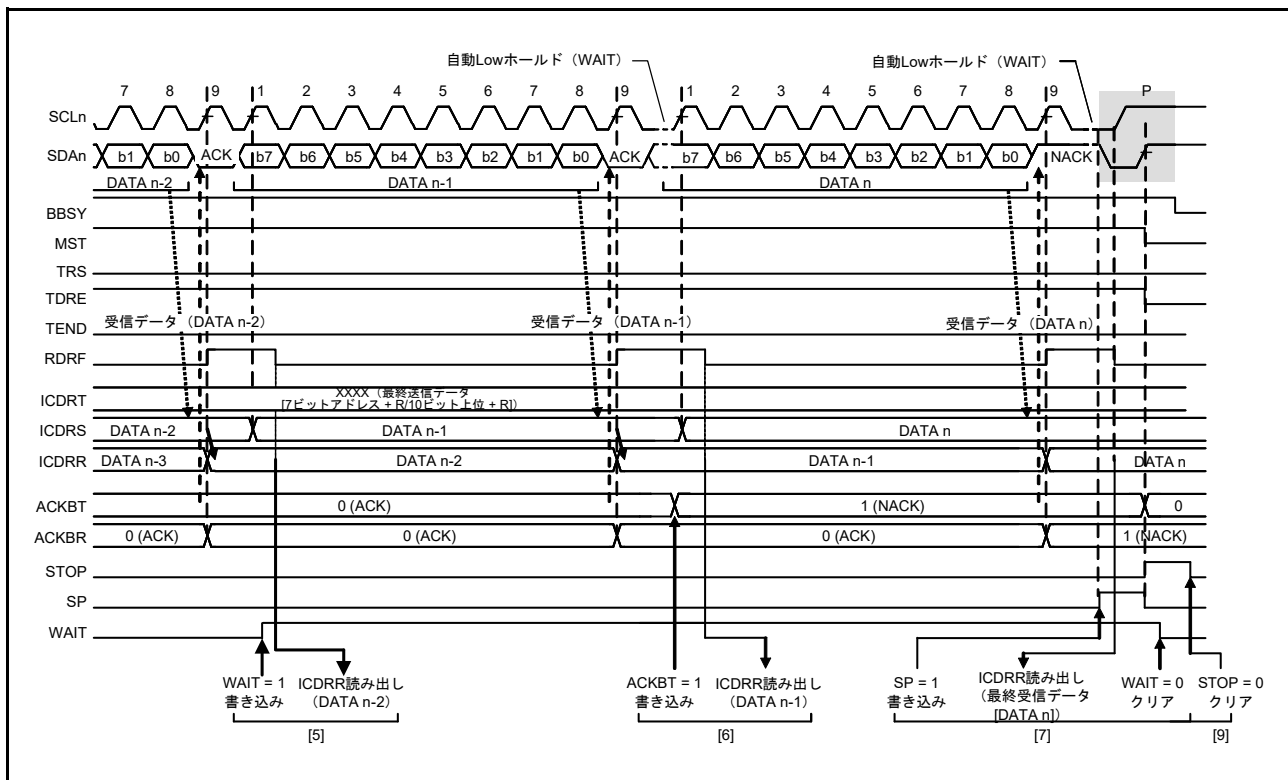 自動Lowホールド（WAIT）
自動Lowホールド（WAIT）
7 8 9 1 2 3 4 5 6 7 8 9 1 2 3 4 5 6 7 8 9 P
SCLn
SDAn b1 b0 ACK b7 b6 b5 b4 b3 b2 b1 b0 ACK b7 b6 b5 b4 b3 b2 b1 b0 NACK
DATA n-2 DATA n-1 DATA n
BBSY
MST
TRS
TDRE
TEND
受信データ（DATA n-2） 受信データ（DATA n-1） 受信データ（DATA n）
RDRF
ICDRT
XXXX（最終送信データ
[7ビットアドレス + R/10ビット上位 + R]）
ICDRS DATA n-2 DATA n-1 DATA n
ICDRR DATA n-3 DATA n-2 DATA n-1 DATA n
ACKBT 0 (ACK) 1 (NACK) 0
ACKBR 0 (ACK) 0 (ACK) 0 (ACK) 1 (NACK)
STOP
SP
WAIT
WAIT = 1
書き込み
ICDRR読み出し
（DATA n-2）
[5]
ACKBT = 1
書き込み
ICDRR読み出し
（DATA n-1）
[6]
SP = 1
書き込み
ICDRR読み出し
（最終受信データ
[DATA n]）
WAIT = 0
クリア
[7]
STOP = 0
クリア
[9]